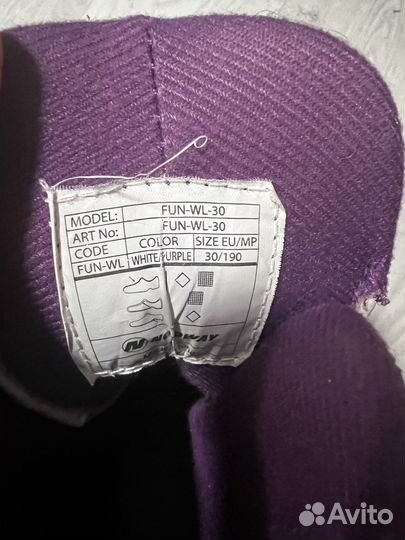 MODEL: FUN-WL-30
ART No: FUN-WL-30
CODE COLOR SIZE EU/MP
FUN-WL WHITE/PURPLE 30/190
NORDWAY
Avito